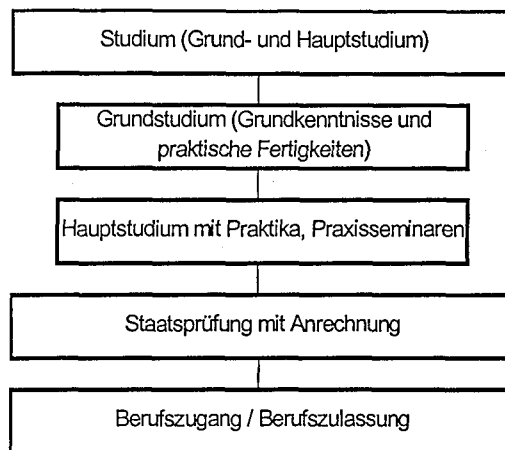 Studium (Grund- und Hauptstudium)
Grundstudium (Grundkenntnisse und
praktische Fertigkeiten)
Hauptstudium mit Praktika, Praxisseminaren
Staatsprüfung mit Anrechnung
Berufszugang / Berufszulassung